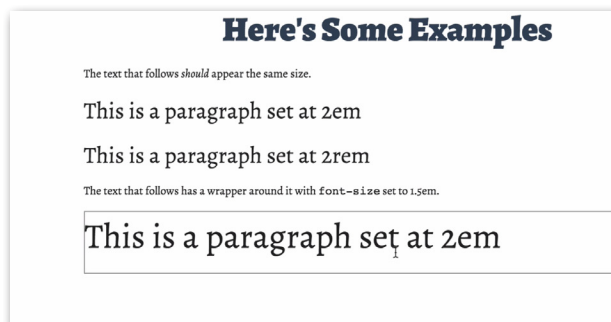 Here's Some Examples
The text that follows should appear the same size.
This is a paragraph set at 2em
This is a paragraph set at 2rem
The text that follows has a wrapper around it with font-size set to 1.5em.
This is a paragraph set at 2em